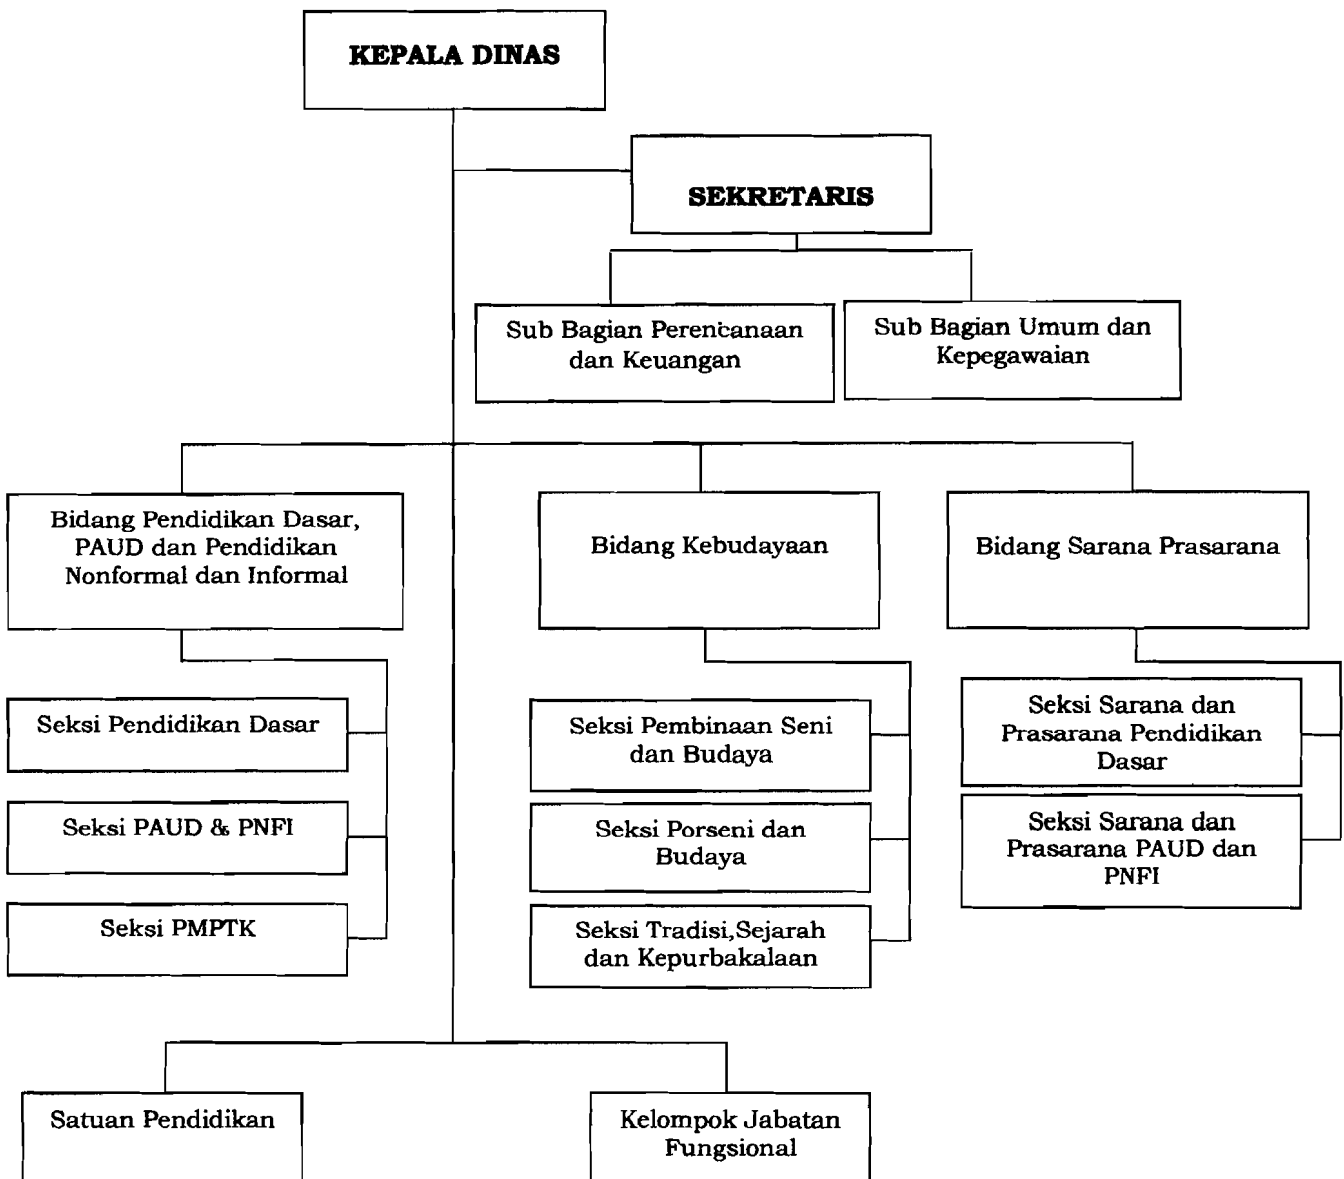 KEPALA DINAS
SEKRETARIS
Sub Bagian Perencanaan
dan Keuangan
Sub Bagian Umum dan
Kepegawaian
Bidang Pendidikan Dasar,
PAUD dan Pendidikan
Nonformal dan Informal
Bidang Kebudayaan
Bidang Sarana Prasarana
Seksi Pendidikan Dasar
Seksi PAUD & PNFI
Seksi PMPTK
Seksi Pembinaan Seni
dan Budaya
Seksi Porseni dan
Budaya
Seksi Tradisi,Sejarah
dan Kepurbakalaan
Seksi Sarana dan
Prasarana Pendidikan
Dasar
Seksi Sarana dan
Prasarana PAUD dan
PNFI
Satuan Pendidikan
Kelompok Jabatan
Fungsional